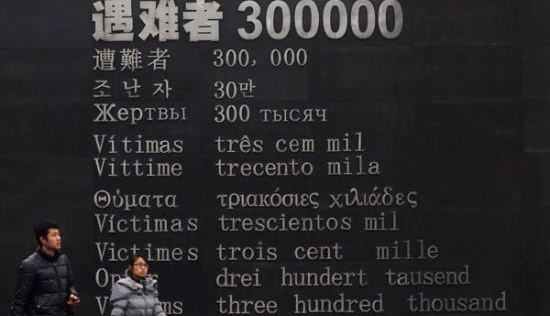 遇难者 300000
遭難者 300，000
조난자 30만
Жертвы 300 тысяч
Vítimas três cem mil
Vittime trecento mila
Θύματα τριακόσιες χιλιάδες
Víctimas trescientos mil
Victimes trois cent mille
drei hundert tausend
three hundred thousand